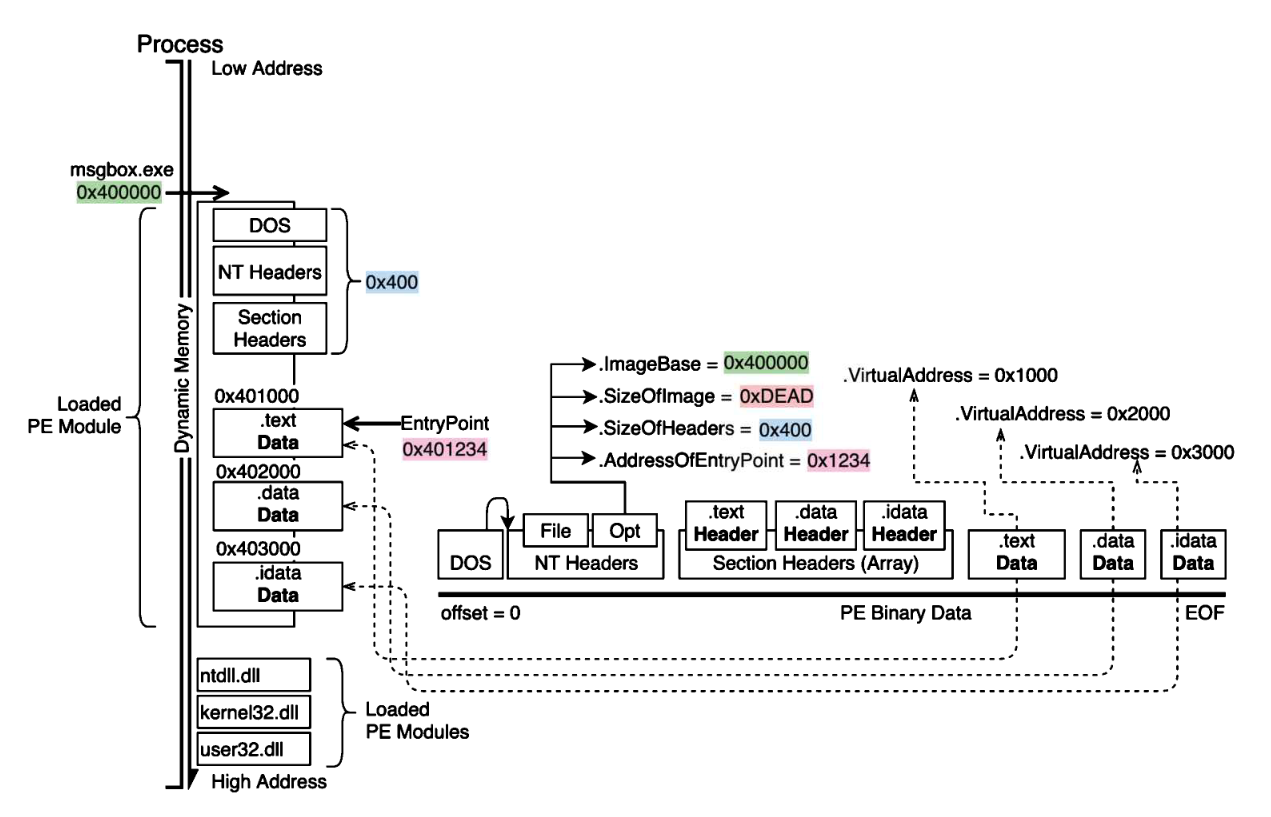 Process
Low Address
msgbox.exe
0x400000
DOS
NT Headers
0x400
Section
Headers
Dynamic Memory
Loaded
PE Module
0x401000
.text
Data
EntryPoint
0x401234
0x402000
.data
Data
0x403000
.idata
Data
ntdll.dll
kernel32.dll
user32.dll
Loaded
PE Modules
High Address
.ImageBase = 0x400000
.SizeOfImage = 0xDEAD
.SizeOfHeaders = 0x400
.AddressOfEntryPoint = 0x1234
.VirtualAddress = 0x1000
.VirtualAddress = 0x2000
.VirtualAddress = 0x3000
DOS
File
Opt
NT Headers
.text
Header
.data
Header
.idata
Header
Section Headers (Array)
.text
Data
.data
Data
.idata
Data
offset = 0
PE Binary Data
EOF